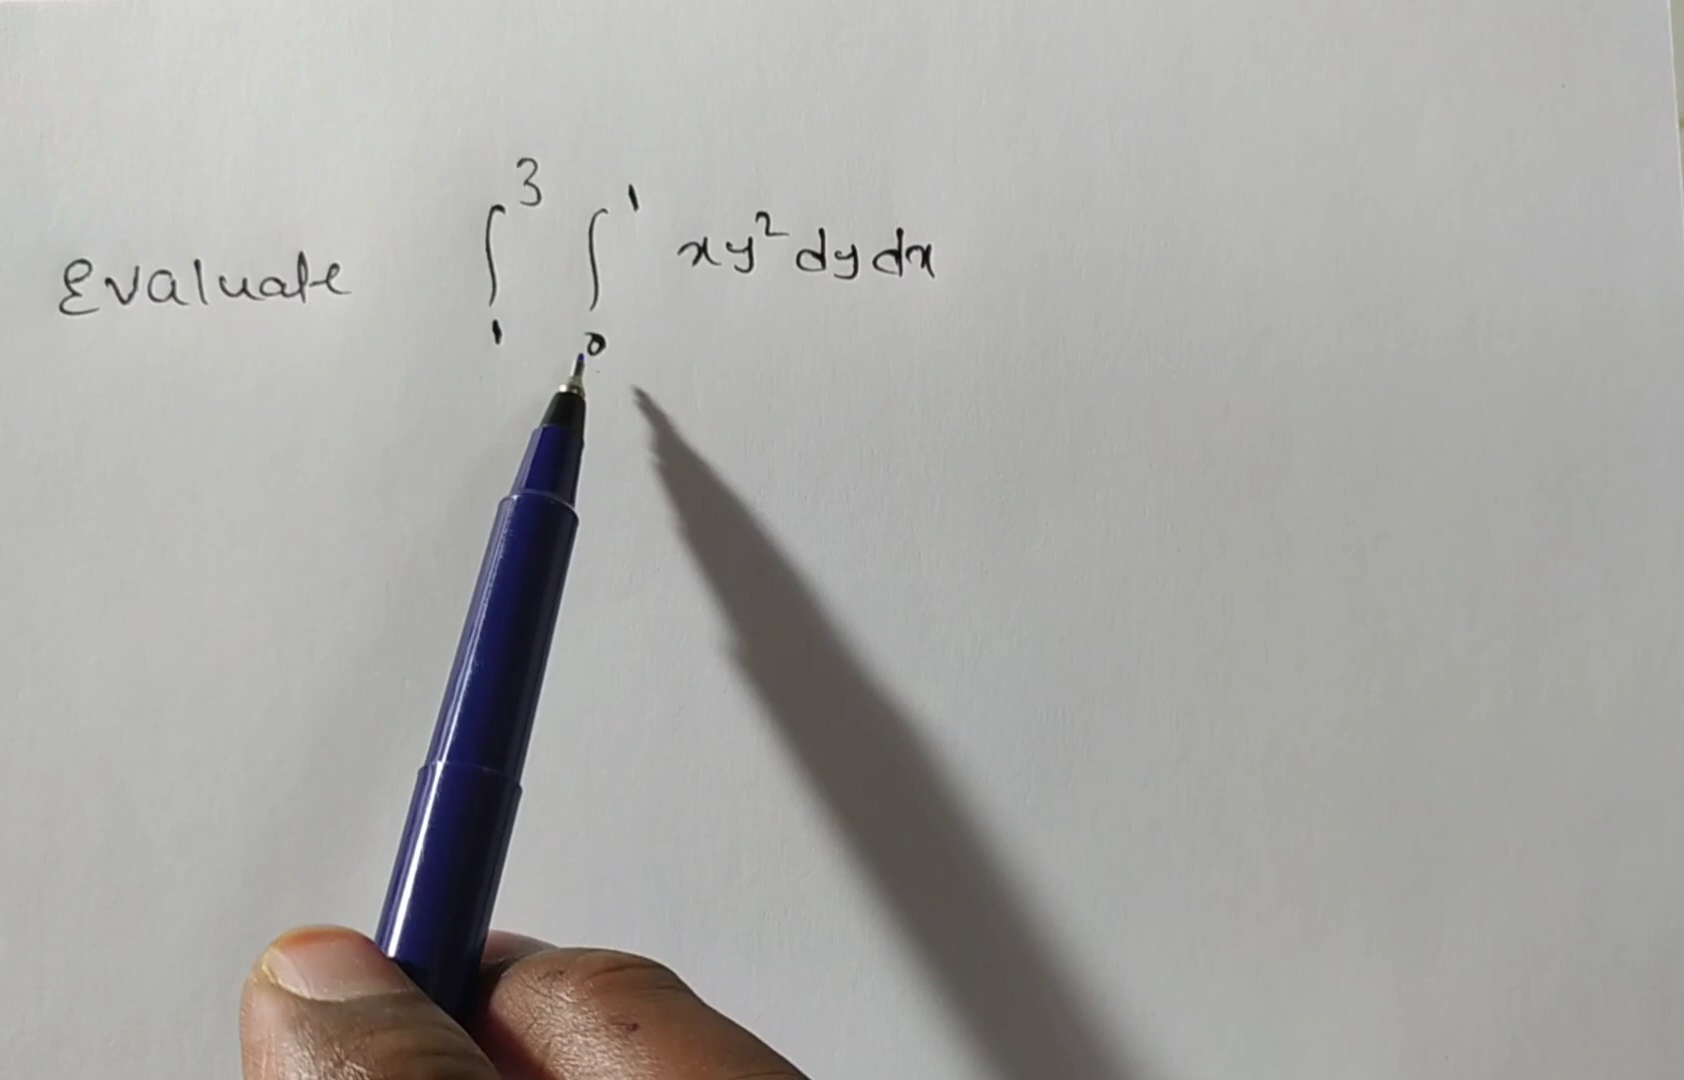 Evaluate ∫₁³ ∫₀¹ xy² dy dx